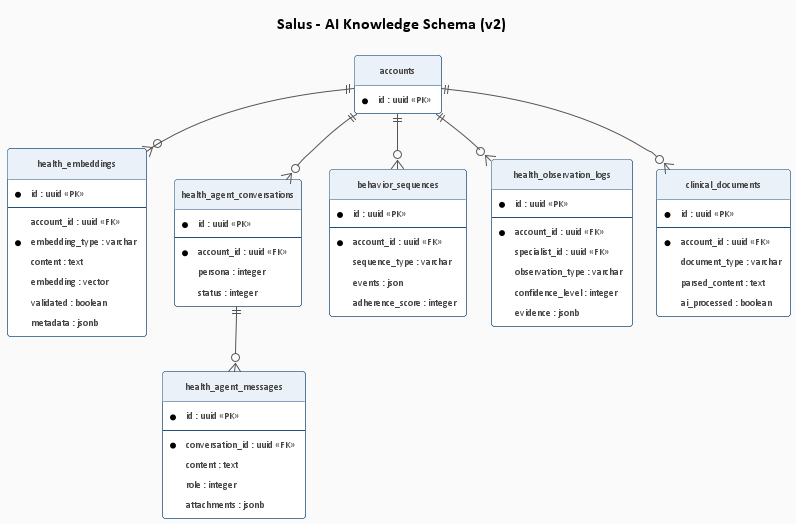 Salus - AI Knowledge Schema (v2)
accounts
id : uuid «PK»
health_embeddings
id : uuid «PK»
account_id : uuid «FK»
embedding_type : varchar
content : text
embedding : vector
validated : boolean
metadata : jsonb
health_agent_conversations
id : uuid «PK»
account_id : uuid «FK»
persona : integer
status : integer
behavior_sequences
id : uuid «PK»
account_id : uuid «FK»
sequence_type : varchar
events : json
adherence_score : integer
health_observation_logs
id : uuid «PK»
account_id : uuid «FK»
specialist_id : uuid «FK»
observation_type : varchar
confidence_level : integer
evidence : jsonb
clinical_documents
id : uuid «PK»
account_id : uuid «FK»
document_type : varchar
parsed_content : text
ai_processed : boolean
health_agent_messages
id : uuid «PK»
conversation_id : uuid «FK»
content : text
role : integer
attachments : jsonb